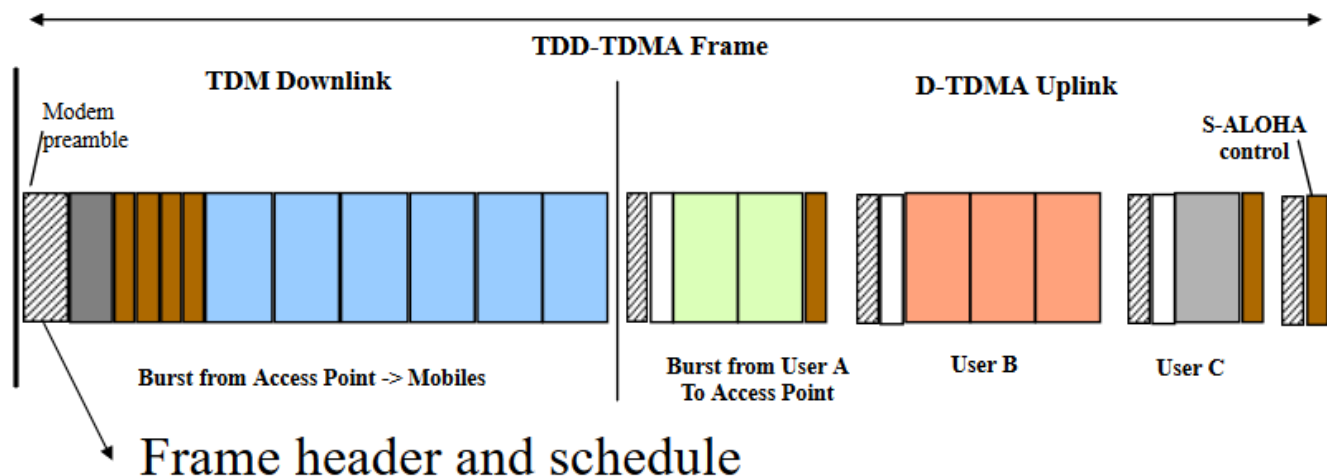 TDD-TDMA Frame
TDM Downlink
D-TDMA Uplink
Modem
preamble
S-ALOHA
control
Burst from Access Point -> Mobiles
Burst from User A
To Access Point
User B
User C
Frame header and schedule